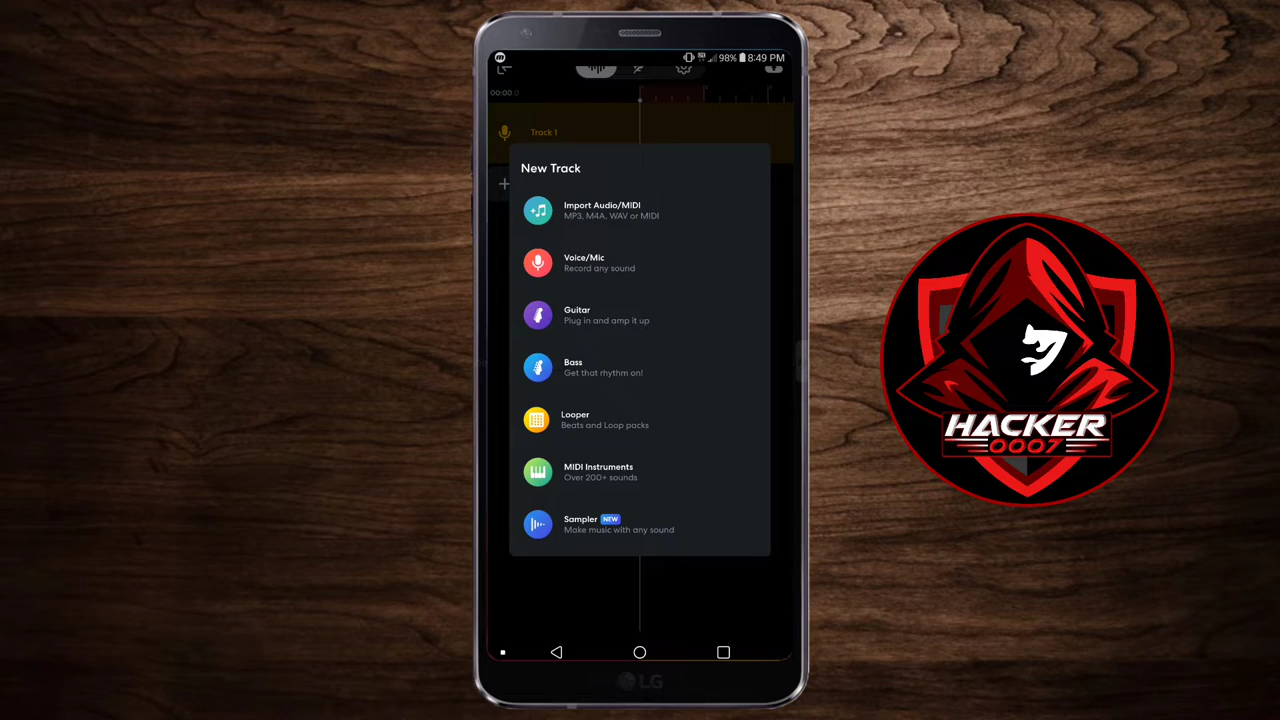 98% 8:49 PM
00:00.0
Track 1
New Track
Import Audio/MIDI
MP3, M4A, WAV or MIDI
Voice/Mic
Record any sound
Guitar
Plug in and amp it up
Bass
Get that rhythm on!
Looper
Beats and Loop packs
MIDI Instruments
Over 200+ sounds
Sampler NEW
Make music with any sound
LG
HACKER
0007